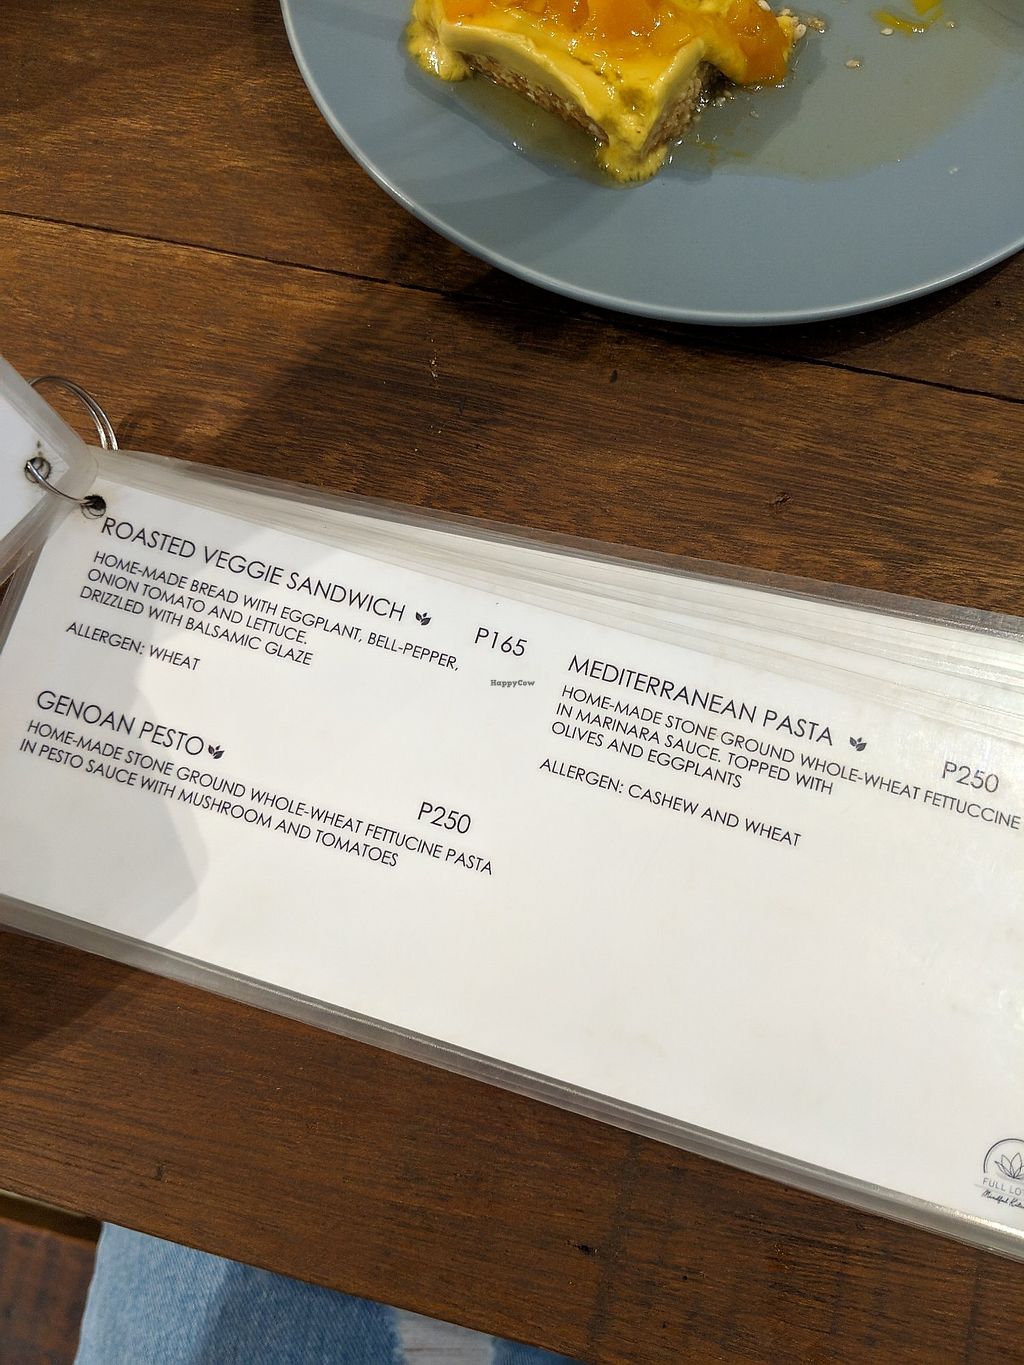 ROASTED VEGGIE SANDWICH
P165
HOME-MADE BREAD WITH EGGPLANT, BELL-PEPPER,
ONION TOMATO AND LETTUCE.
DRIZZLED WITH BALSAMIC GLAZE
ALLERGEN: WHEAT
GENOAN PESTO
P250
HOME-MADE STONE GROUND WHOLE-WHEAT FETTUCINE PASTA
IN PESTO SAUCE WITH MUSHROOM AND TOMATOES
MEDITERRANEAN PASTA
P250
HOME-MADE STONE GROUND WHOLE-WHEAT FETTUCCINE
IN MARINARA SAUCE. TOPPED WITH
OLIVES AND EGGPLANTS
ALLERGEN: CASHEW AND WHEAT
HappyCow
FULL
Mindful